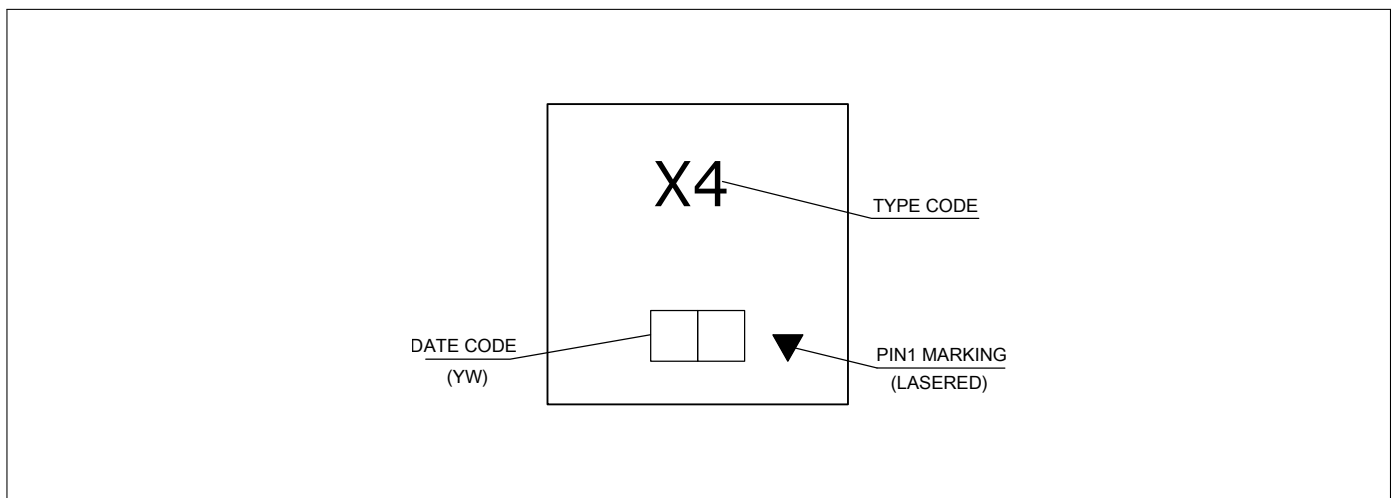 X4
TYPE CODE
DATE CODE
(YW)
PIN1 MARKING
(LASERED)